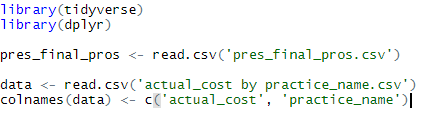 library(tidyverse)
library(dplyr)
pres_final_pros <- read.csv('pres_final_pros.csv')
data <- read.csv('actual_cost by practice_name.csv')
colnames(data) <- c('actual_cost', 'practice_name')